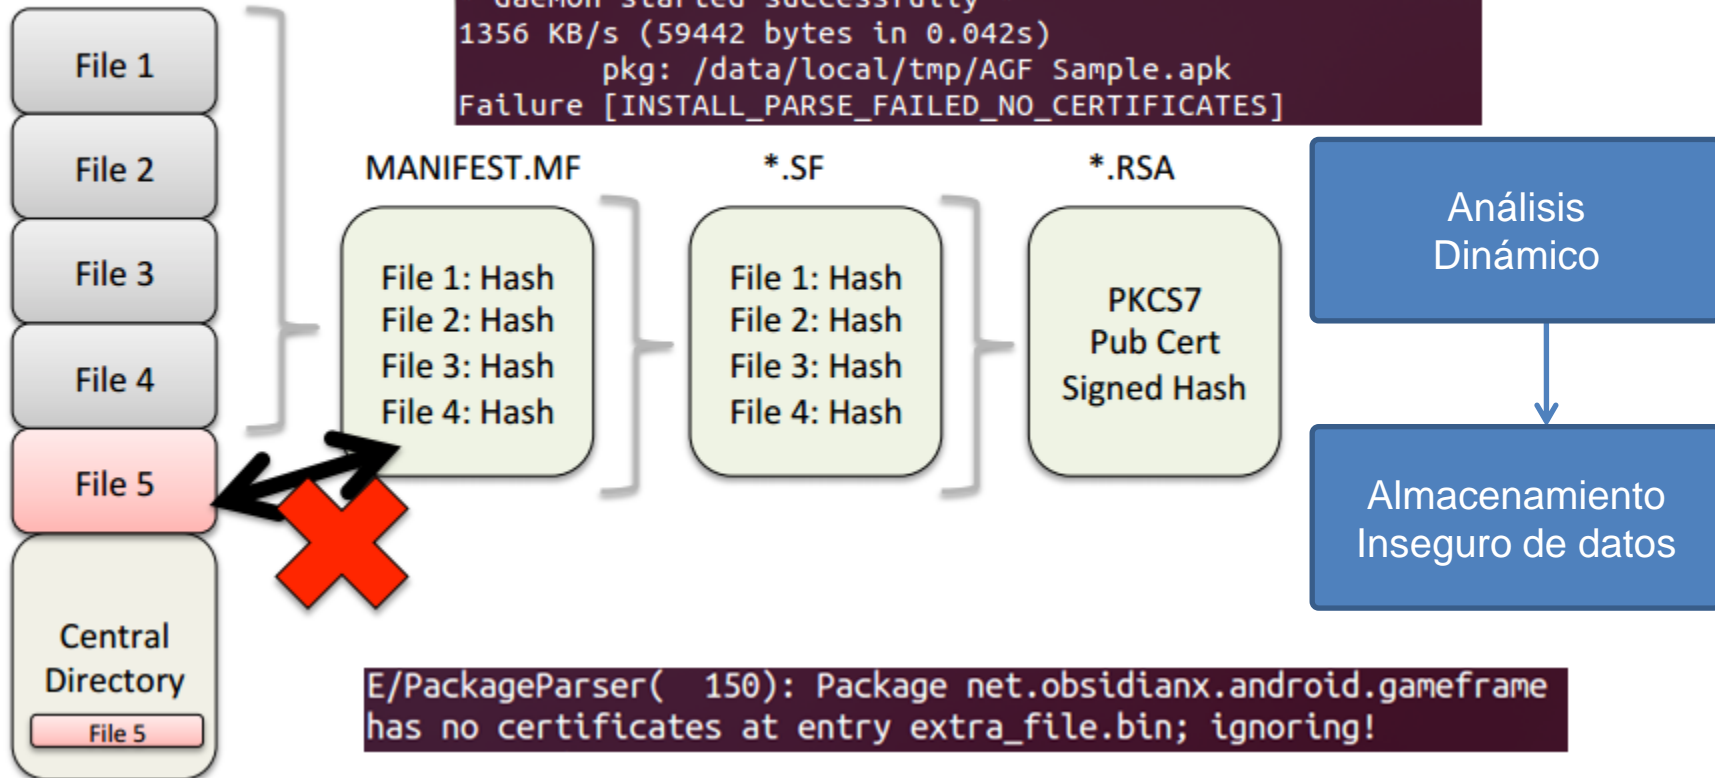 daemon started successfully
1356 KB/s (59442 bytes in 0.042s)
pkg: /data/local/tmp/AGF Sample.apk
Failure [INSTALL_PARSE_FAILED_NO_CERTIFICATES]
File 1
File 2
File 3
File 4
File 5
Central
Directory
File 5
MANIFEST.MF
File 1: Hash
File 2: Hash
File 3: Hash
File 4: Hash
*.SF
File 1: Hash
File 2: Hash
File 3: Hash
File 4: Hash
*.RSA
PKCS7
Pub Cert
Signed Hash
Análisis
Dinámico
Almacenamiento
Inseguro de datos
E/PackageParser(  150): Package net.obsidianx.android.gameframe
has no certificates at entry extra_file.bin; ignoring!